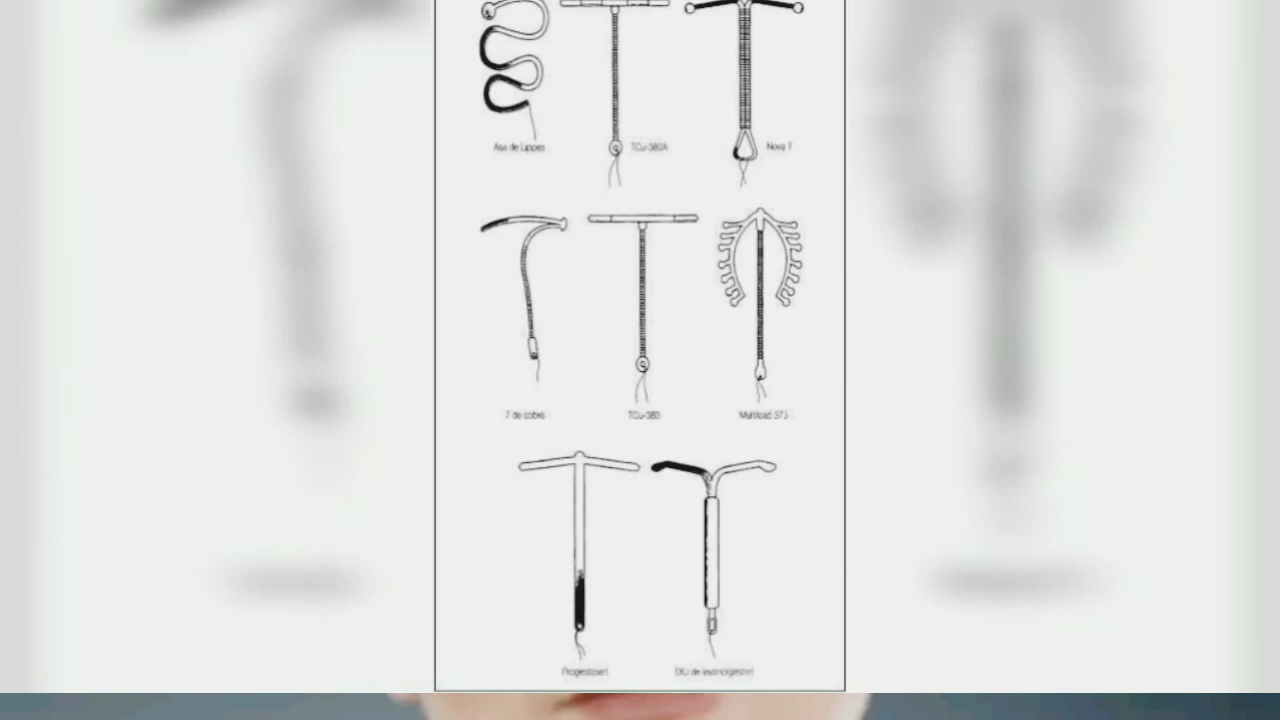 Asa de Lippes
TCu-380A
Nova T
7 de cobre
TCu-380
Multiload 375
Progestasert
DIU de levonorgestrel